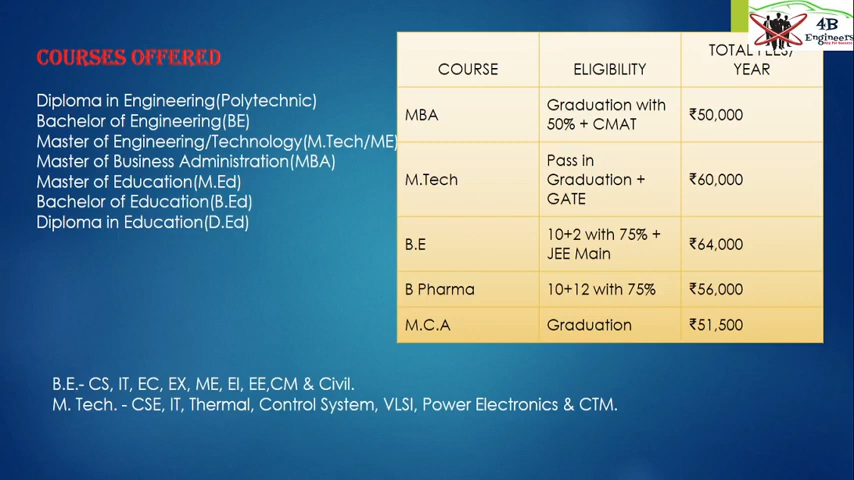 COURSES OFFERED
Diploma in Engineering(Polytechnic)
Bachelor of Engineering(BE)
Master of Engineering/Technology(M.Tech/ME)
Master of Business Administration(MBA)
Master of Education(M.Ed)
Bachelor of Education(B.Ed)
Diploma in Education(D.Ed)
4B
Engineers
COURSE
ELIGIBILITY
TOTAL FEES/
YEAR
MBA
Graduation with
50% + CMAT
₹50,000
M.Tech
Pass in
Graduation +
GATE
₹60,000
B.E
10+2 with 75% +
JEE Main
₹64,000
B Pharma
10+12 with 75%
₹56,000
M.C.A
Graduation
₹51,500
B.E.- CS, IT, EC, EX, ME, EI, EE,CM & Civil.
M. Tech. - CSE, IT, Thermal, Control System, VLSI, Power Electronics & CTM.